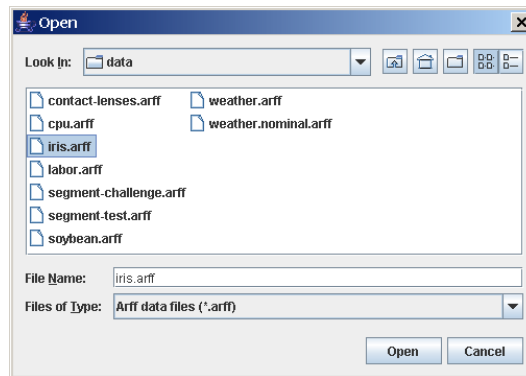 Open
Look In: data
contact-lenses.arff
cpu.arff
iris.arff
labor.arff
segment-challenge.arff
segment-test.arff
soybean.arff
weather.arff
weather.nominal.arff
File Name: iris.arff
Files of Type: Arff data files (*.arff)
Open Cancel